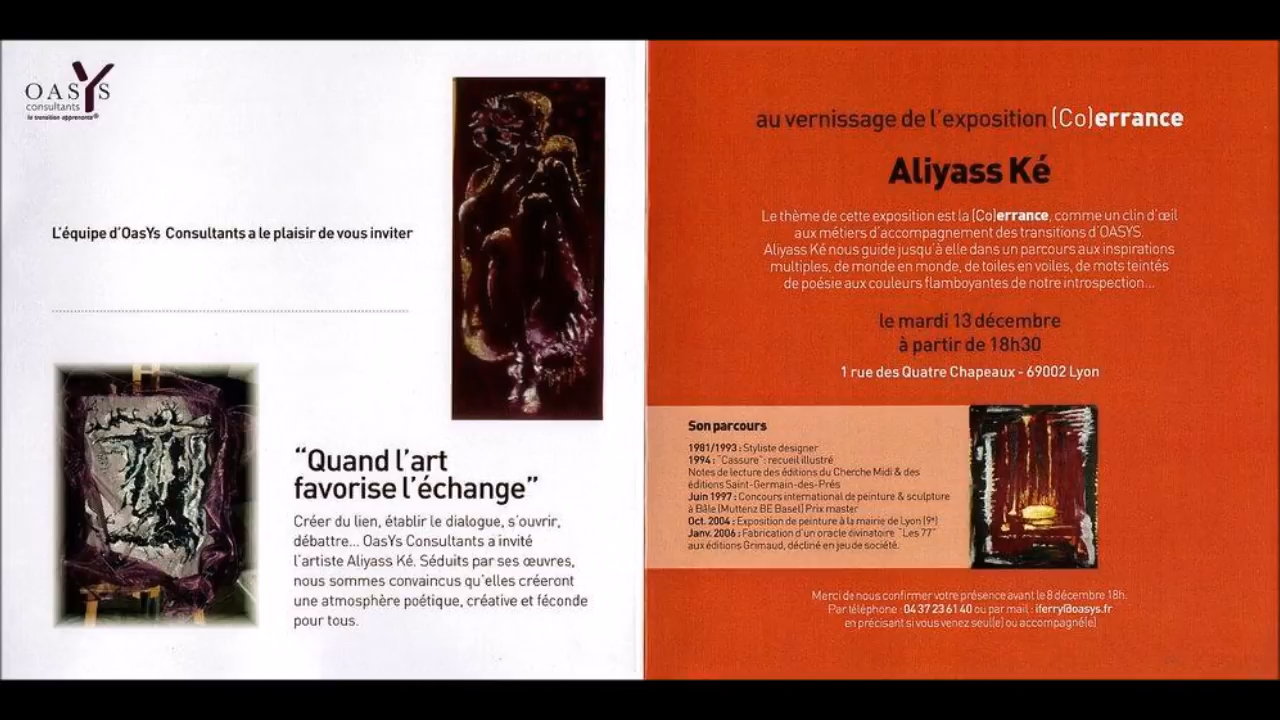 OASYS
consultants
la transition apprenante®
L'équipe d'OasYs Consultants a le plaisir de vous inviter
“Quand l'art
favorise l'échange”
Créer du lien, établir le dialogue, s'ouvrir,
débattre... OasYs Consultants a invité
l'artiste Aliyass Ké. Séduits par ses œuvres,
nous sommes convaincus qu'elles créeront
une atmosphère poétique, créative et féconde
pour tous.
au vernissage de l'exposition (Co)errance
Aliyass Ké
Le thème de cette exposition est la (Co)errance, comme un clin d'œil
aux métiers d'accompagnement des transitions d'OASYS.
Aliyass Ké nous guide jusqu'à elle dans un parcours aux inspirations
multiples, de monde en monde, de toiles en voiles, de mots teintés
de poésie aux couleurs flamboyantes de notre introspection...
le mardi 13 décembre
à partir de 18h30
1 rue des Quatre Chapeaux - 69002 Lyon
Son parcours
1981/1993 : Styliste designer
1994 : “Cassure” : recueil illustré
Notes de lecture des éditions du Cherche Midi & des
éditions Saint-Germain-des-Prés
Juin 1997 : Concours international de peinture & sculpture
à Bâle (Muttenz BE Basel) Prix master
Oct. 2004 : Exposition de peinture à la mairie de Lyon (9e)
Janv. 2006 : Fabrication d'un oracle divinatoire “Les 77”
aux éditions Grimaud, décliné en jeu de société.
Merci de nous confirmer votre présence avant le 8 décembre 18h.
Par téléphone : 04 37 23 61 40 ou par mail : iferry@oasys.fr
en précisant si vous venez seul(e) ou accompagné(e)